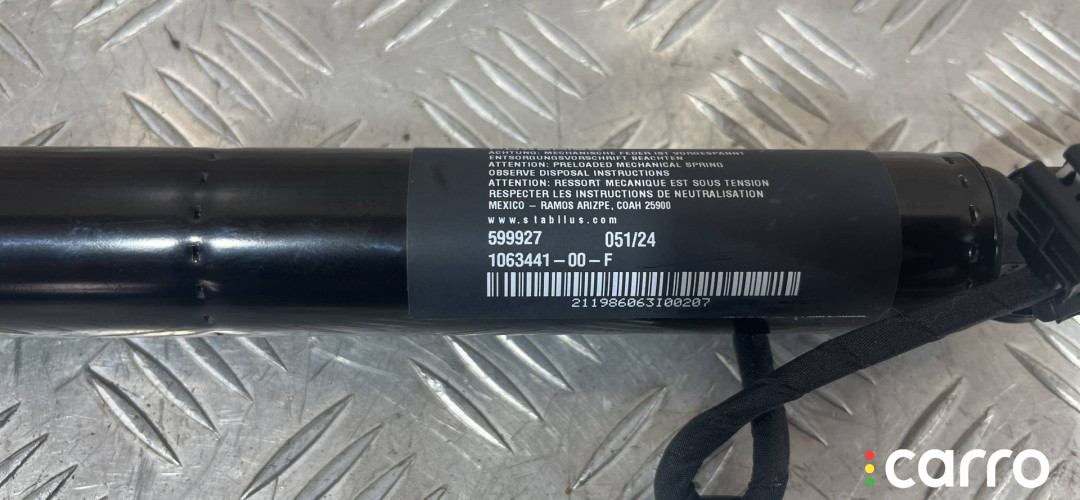 ACHTUNG: MECHANISCHE FEDER IST VORGESPANNT
ENTSORGUNGSVORSCHRIFT BEACHTEN
ATTENTION: PRELOADED MECHANICAL SPRING
OBSERVE DISPOSAL INSTRUCTIONS
ATTENTION: RESSORT MECANIQUE EST SOUS TENSION
RESPECTER LES INSTRUCTIONS DE NEUTRALISATION
MEXICO – RAMOS ARIZPE, COAH 25900
www.stabilus.com
599927 051/24
1063441-00-F
211986063I00207
carro